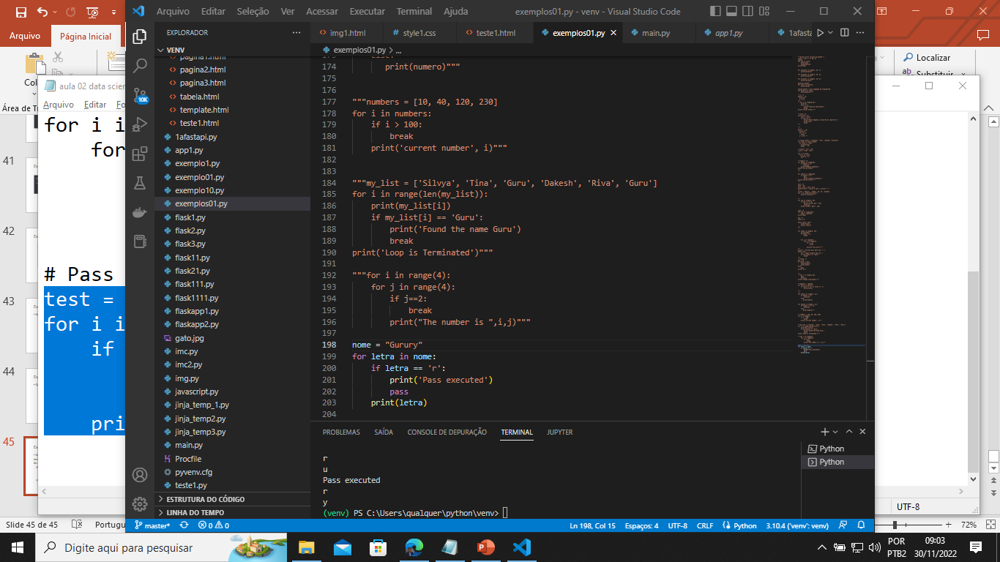 Arquivo Editar Seleção Ver Acessar Executar Terminal Ajuda
exemplos01.py - venv - Visual Studio Code
Arquivo
Página Inicial
Localizar
Substituir
Área de Tr
aula 02 data scien
Arquivo Editar Fo
for i i
for
# Pass
test =
for i i
if
pri
41
42
43
44
45
EXPLORADOR
VENV
pagina1.html
pagina2.html
pagina3.html
tabela.html
template.html
teste1.html
1afastapi.py
app1.py
exemplo1.py
exemplo01.py
exemplo10.py
exemplos01.py
flask1.py
flask2.py
flask3.py
flask11.py
flask21.py
flask111.py
flask1111.py
flaskapp1.py
flaskapp2.py
gato.jpg
imc.py
imc2.py
img.py
javascript.py
jinja_temp_1.py
jinja_temp2.py
jinja_temp3.py
main.py
Procfile
pyvenv.cfg
teste1.py
ESTRUTURA DO CÓDIGO
LINHA DO TEMPO
10K
img1.html
style1.css
teste1.html
exemplos01.py
main.py
app1.py
1afasta
exemplos01.py > ...
174 print(numero)"""
175
176
177 """numbers = [10, 40, 120, 230]
178 for i in numbers:
179 if i > 100:
180 break
181 print('current number', i)"""
182
183
184 """my_list = ['Silvya', 'Tina', 'Guru', 'Dakesh', 'Riva', 'Guru']
185 for i in range(len(my_list)):
186 print(my_list[i])
187 if my_list[i] == 'Guru':
188 print('Found the name Guru')
189 break
190 print('Loop is Terminated')"""
191
192 """for i in range(4):
193 for j in range(4):
194 if j==2:
195 break
196 print("The number is ",i,j)"""
197
198 nome = "Gurury"
199 for letra in nome:
200 if letra == 'r':
201 print('Pass executed')
202 pass
203 print(letra)
204
PROBLEMAS SAÍDA CONSOLE DE DEPURAÇÃO TERMINAL JUPYTER
r
u
Pass executed
r
y
(venv) PS C:\Users\qualquer\python\venv>
Python
Python
master* 0 0
Ln 198, Col 15 Espaços: 4 UTF-8 CRLF Python 3.10.4 ('venv': venv)
UTF-8
Slide 45 de 45
Portugu
72%
Digite aqui para pesquisar
POR
PTB2
09:03
30/11/2022